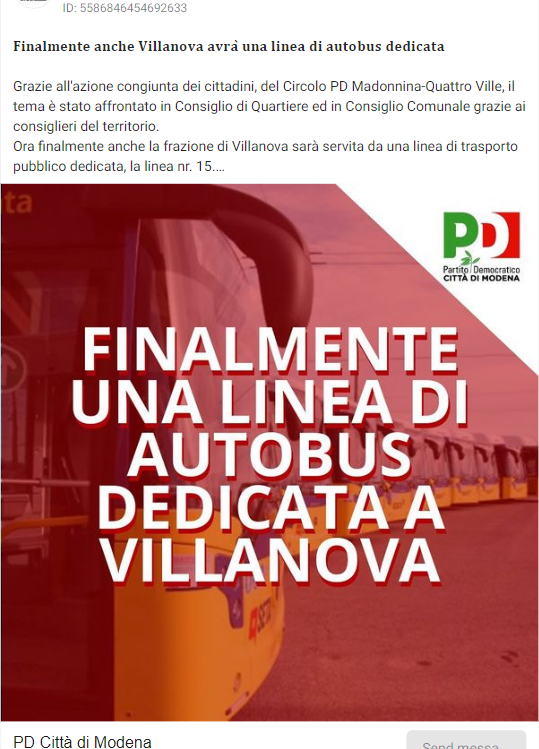 ID: 5586846454692633
Finalmente anche Villanova avrà una linea di autobus dedicata
Grazie all'azione congiunta dei cittadini, del Circolo PD Madonnina-Quattro Ville, il
tema è stato affrontato in Consiglio di Quartiere ed in Consiglio Comunale grazie ai
consiglieri del territorio.
Ora finalmente anche la frazione di Villanova sarà servita da una linea di trasporto
pubblico dedicata, la linea nr. 15....
ta
PD
Partito Democratico
CITTÀ DI MODENA
FINALMENTE
UNA LINEA DI
AUTOBUS
DEDICATA A
VILLANOVA
SETA
PD Città di Modena
Send messa...